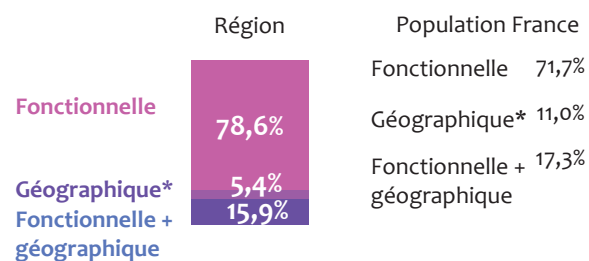 Région
Population France
Fonctionnelle
78,6%
Géographique*
5,4%
Fonctionnelle +
géographique
15,9%
Fonctionnelle 71,7%
Géographique* 11,0%
Fonctionnelle + 17,3%
géographique